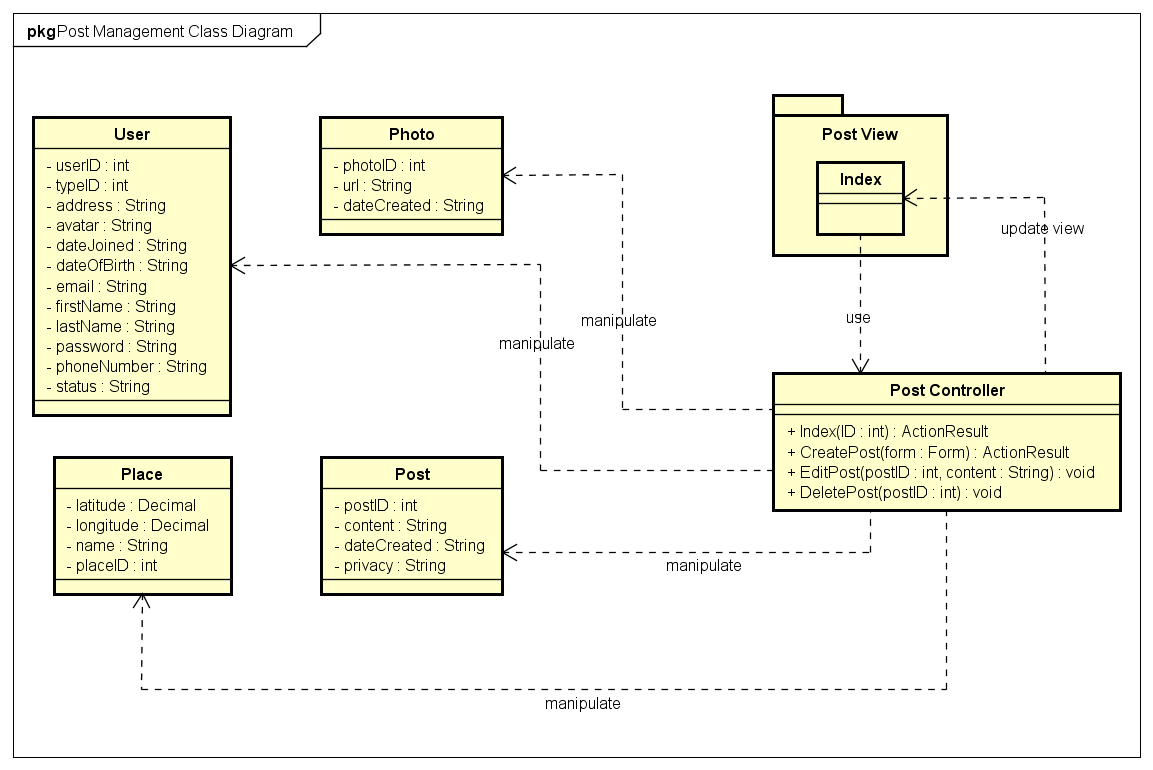 pkg Post Management Class Diagram
User
- userID : int
- typeID : int
- address : String
- avatar : String
- dateJoined : String
- dateOfBirth : String
- email : String
- firstName : String
- lastName : String
- password : String
- phoneNumber : String
- status : String
Photo
- photoID : int
- url : String
- dateCreated : String
Post View
Index
update view
use
manipulate
manipulate
Post Controller
+ Index(ID : int) : ActionResult
+ CreatePost(form : Form) : ActionResult
+ EditPost(postID : int, content : String) : void
+ DeletePost(postID : int) : void
Place
- latitude : Decimal
- longitude : Decimal
- name : String
- placeID : int
Post
- postID : int
- content : String
- dateCreated : String
- privacy : String
manipulate
manipulate